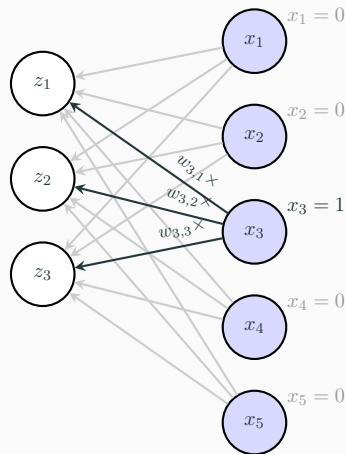 x₁ = 0
x₁
z₁
x₂ = 0
x₂
w₃,₁×
z₂
w₃,₂×
x₃ = 1
x₃
w₃,₃×
z₃
x₄ = 0
x₄
x₅ = 0
x₅